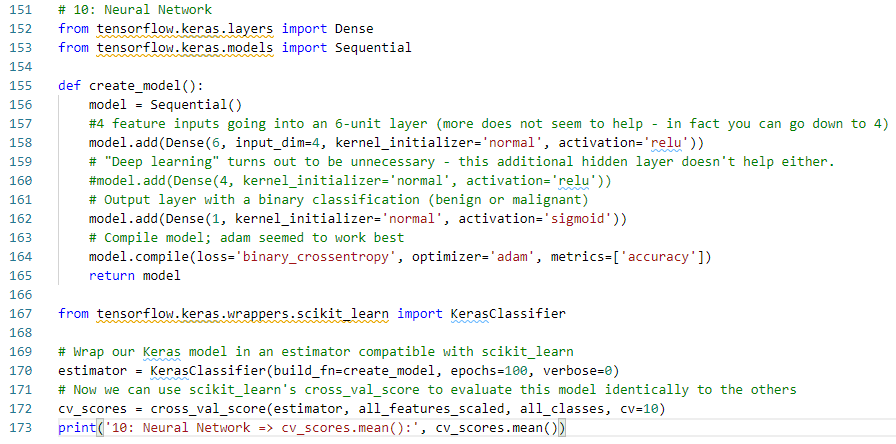 151 # 10: Neural Network
152 from tensorflow.keras.layers import Dense
153 from tensorflow.keras.models import Sequential
154
155 def create_model():
156     model = Sequential()
157     #4 feature inputs going into an 6-unit layer (more does not seem to help - in fact you can go down to 4)
158     model.add(Dense(6, input_dim=4, kernel_initializer='normal', activation='relu'))
159     # "Deep learning" turns out to be unnecessary - this additional hidden layer doesn't help either.
160     #model.add(Dense(4, kernel_initializer='normal', activation='relu'))
161     # Output layer with a binary classification (benign or malignant)
162     model.add(Dense(1, kernel_initializer='normal', activation='sigmoid'))
163     # Compile model; adam seemed to work best
164     model.compile(loss='binary_crossentropy', optimizer='adam', metrics=['accuracy'])
165     return model
166
167 from tensorflow.keras.wrappers.scikit_learn import KerasClassifier
168
169 # Wrap our Keras model in an estimator compatible with scikit_learn
170 estimator = KerasClassifier(build_fn=create_model, epochs=100, verbose=0)
171 # Now we can use scikit_learn's cross_val_score to evaluate this model identically to the others
172 cv_scores = cross_val_score(estimator, all_features_scaled, all_classes, cv=10)
173 print('10: Neural Network => cv_scores.mean():', cv_scores.mean())